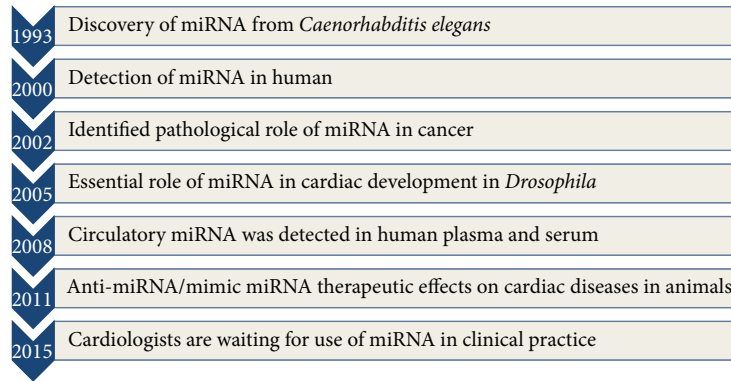 1993 Discovery of miRNA from Caenorhabditis elegans
2000 Detection of miRNA in human
2002 Identified pathological role of miRNA in cancer
2005 Essential role of miRNA in cardiac development in Drosophila
2008 Circulatory miRNA was detected in human plasma and serum
2011 Anti-miRNA/mimic miRNA therapeutic effects on cardiac diseases in animals
2015 Cardiologists are waiting for use of miRNA in clinical practice